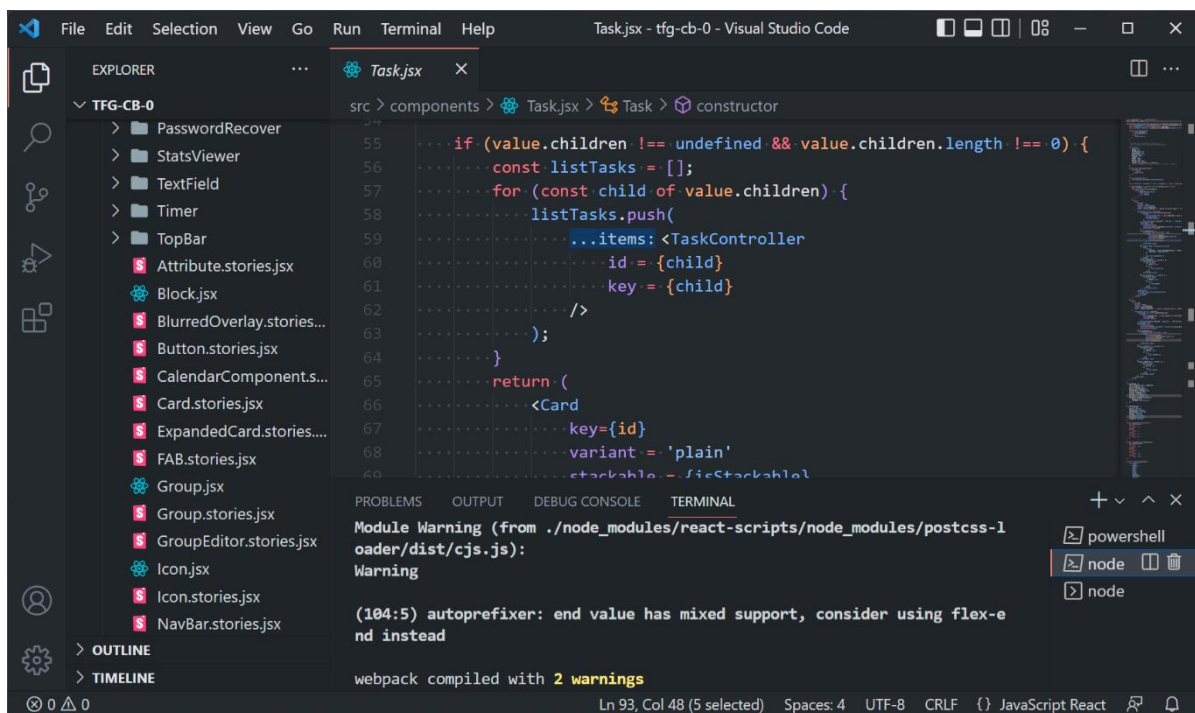 File Edit Selection View Go Run Terminal Help Task.jsx - tfg-cb-0 - Visual Studio Code
EXPLORER
Task.jsx
TFG-CB-0
src > components > Task.jsx > Task > constructor
PasswordRecover
StatsViewer
TextField
Timer
TopBar
Attribute.stories.jsx
Block.jsx
BlurredOverlay.stories...
Button.stories.jsx
CalendarComponent.s...
Card.stories.jsx
ExpandedCard.stories....
FAB.stories.jsx
Group.jsx
Group.stories.jsx
GroupEditor.stories.jsx
Icon.jsx
Icon.stories.jsx
NavBar.stories.jsx
OUTLINE
TIMELINE
54
55 if (value.children !== undefined && value.children.length !== 0) {
56 const listTasks = [];
57 for (const child of value.children) {
58 listTasks.push(
59 ...items: <TaskController
60 id = {child}
61 key = {child}
62 />
63 );
64 }
65 return (
66 <Card
67 key={id}
68 variant = 'plain'
69 stackable = {isStackable}
PROBLEMS OUTPUT DEBUG CONSOLE TERMINAL
Module Warning (from ./node_modules/react-scripts/node_modules/postcss-l
oader/dist/cjs.js):
Warning
(104:5) autoprefixer: end value has mixed support, consider using flex-e
nd instead
webpack compiled with 2 warnings
powershell
node
node
0 0 Ln 93, Col 48 (5 selected) Spaces: 4 UTF-8 CRLF {} JavaScript React